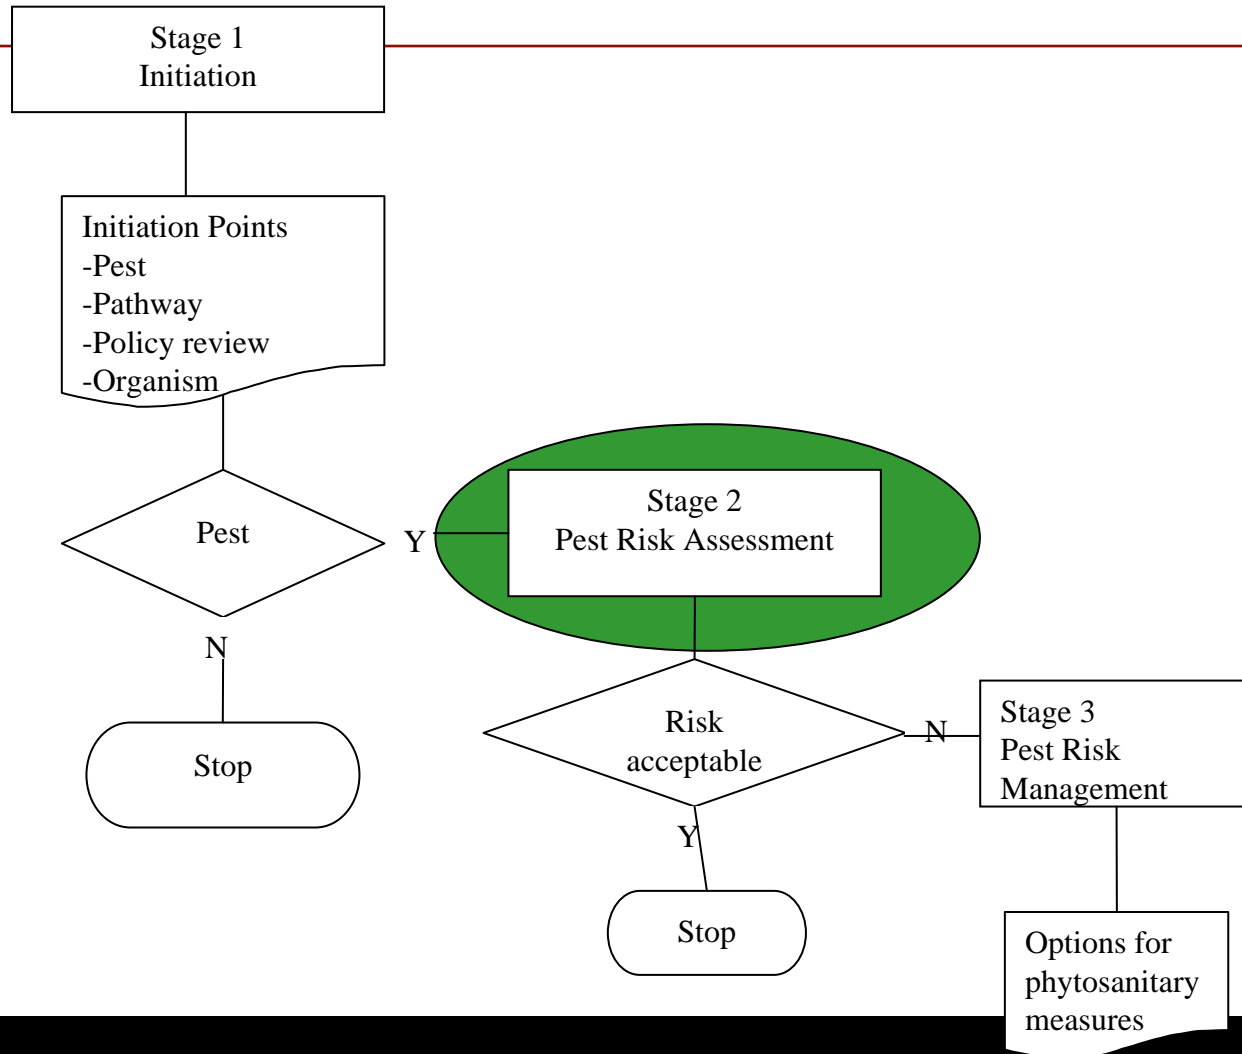 Stage 1
Initiation
Initiation Points
-Pest
-Pathway
-Policy review
-Organism
Pest
Y
Stage 2
Pest Risk Assessment
N
Stop
Risk
acceptable
N
Stage 3
Pest Risk
Management
Y
Stop
Options for
phytosanitary
measures